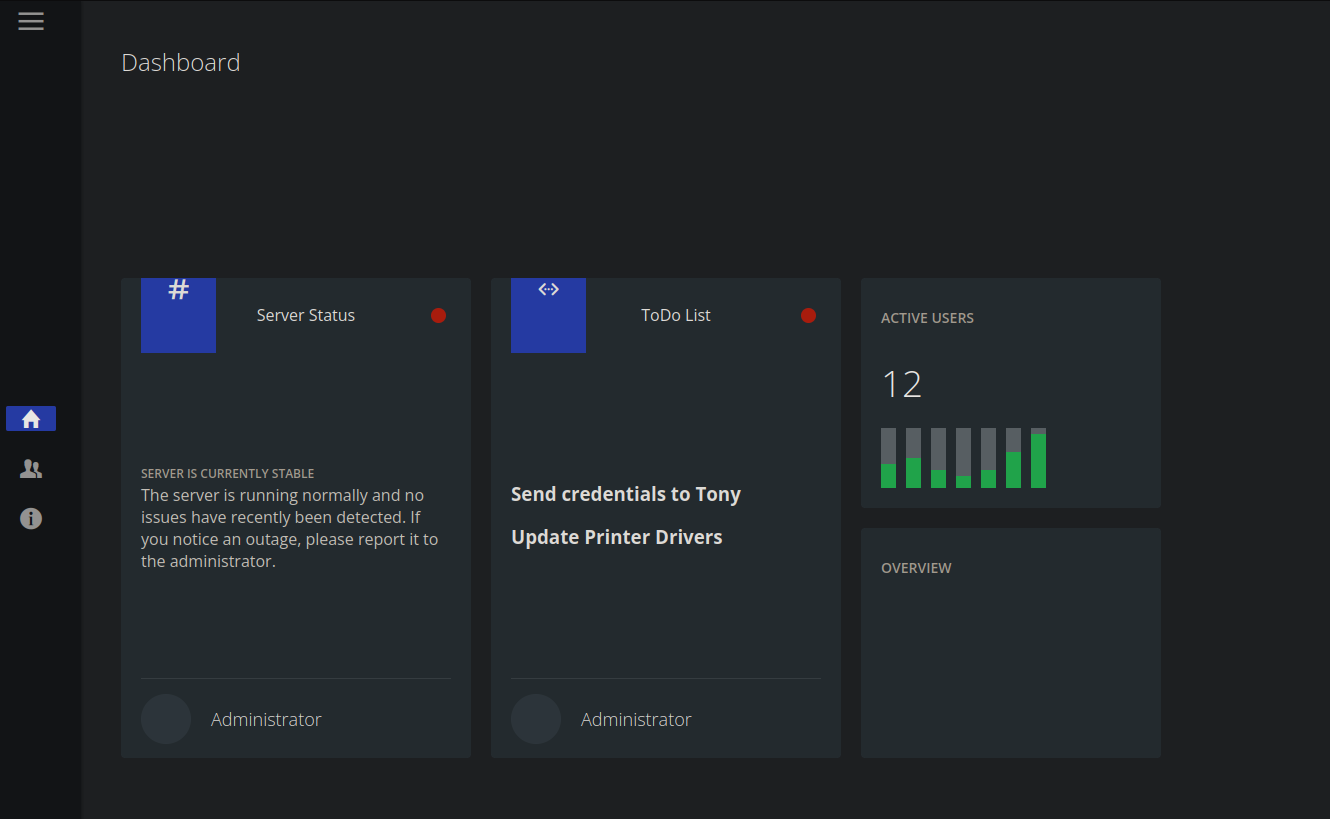 Dashboard
#
Server Status
SERVER IS CURRENTLY STABLE
The server is running normally and no
issues have recently been detected. If
you notice an outage, please report it to
the administrator.
Administrator
ToDo List
Send credentials to Tony
Update Printer Drivers
Administrator
ACTIVE USERS
12
OVERVIEW